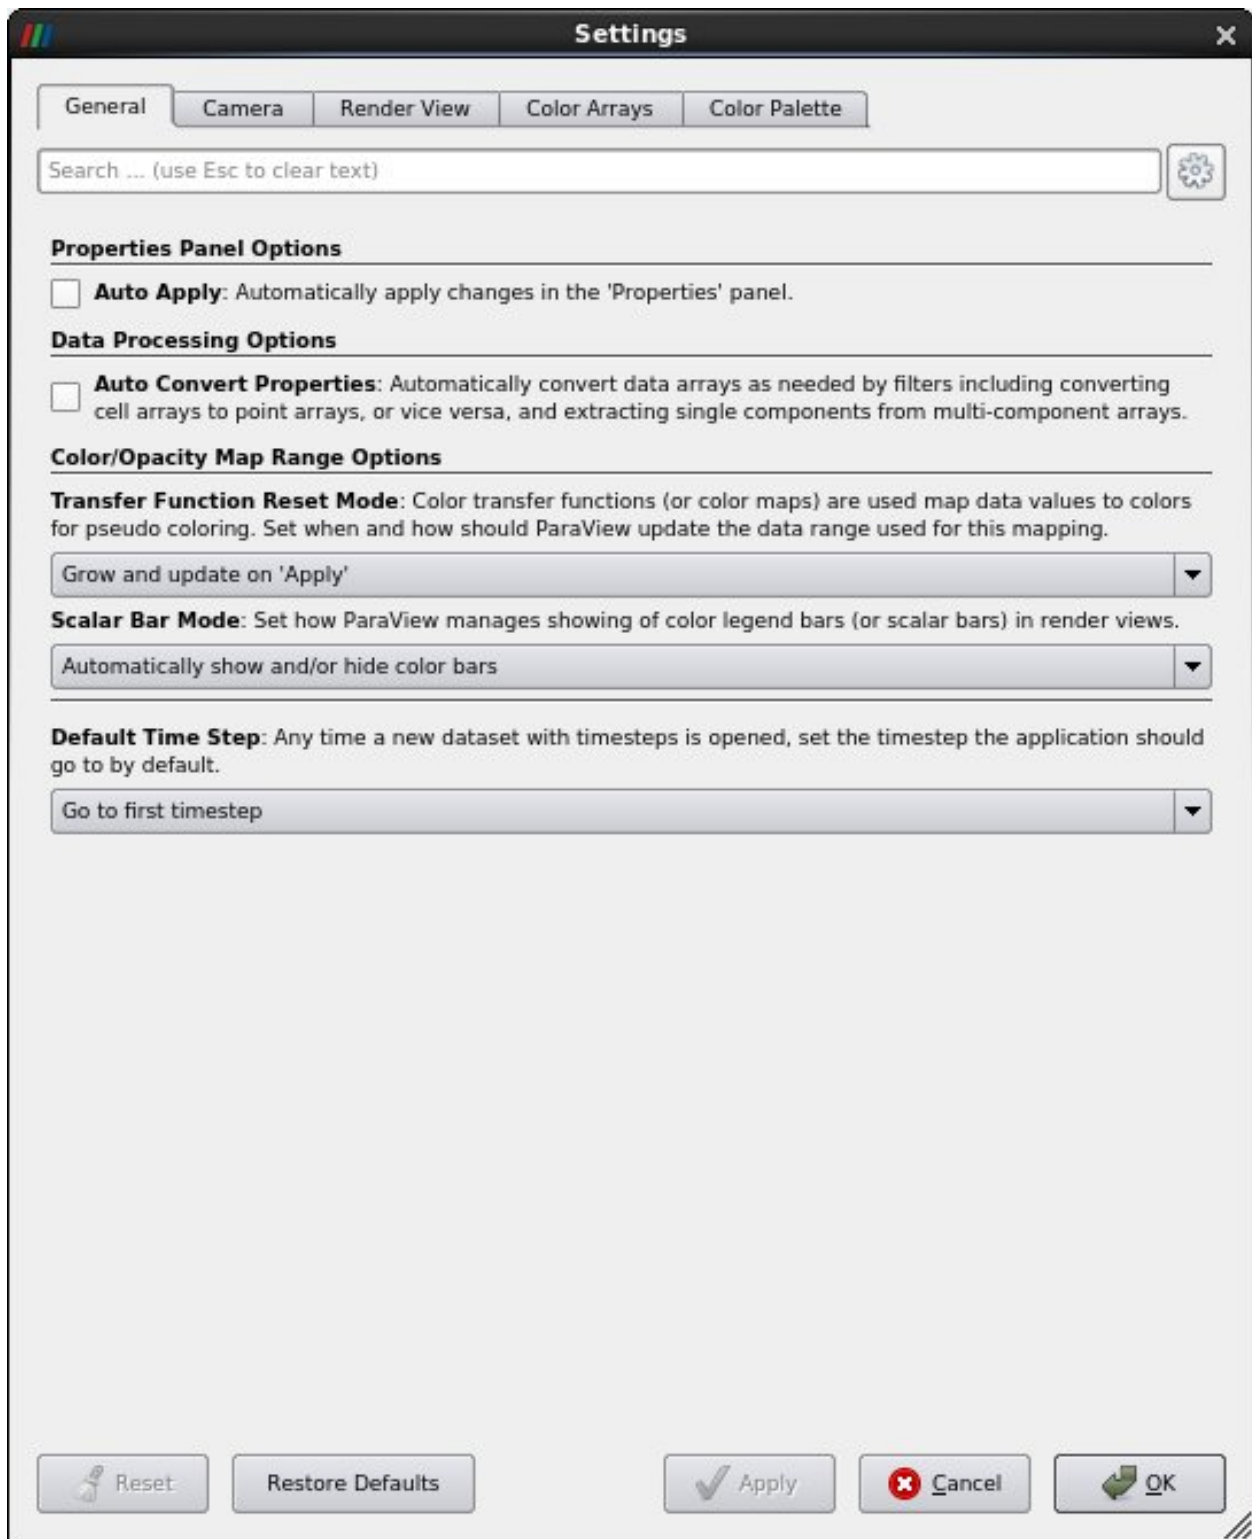 Settings
General Camera Render View Color Arrays Color Palette
Search ... (use Esc to clear text)
Properties Panel Options
Auto Apply: Automatically apply changes in the 'Properties' panel.
Data Processing Options
Auto Convert Properties: Automatically convert data arrays as needed by filters including converting
cell arrays to point arrays, or vice versa, and extracting single components from multi-component arrays.
Color/Opacity Map Range Options
Transfer Function Reset Mode: Color transfer functions (or color maps) are used map data values to colors
for pseudo coloring. Set when and how should ParaView update the data range used for this mapping.
Grow and update on 'Apply'
Scalar Bar Mode: Set how ParaView manages showing of color legend bars (or scalar bars) in render views.
Automatically show and/or hide color bars
Default Time Step: Any time a new dataset with timesteps is opened, set the timestep the application should
go to by default.
Go to first timestep
Reset Restore Defaults Apply Cancel OK